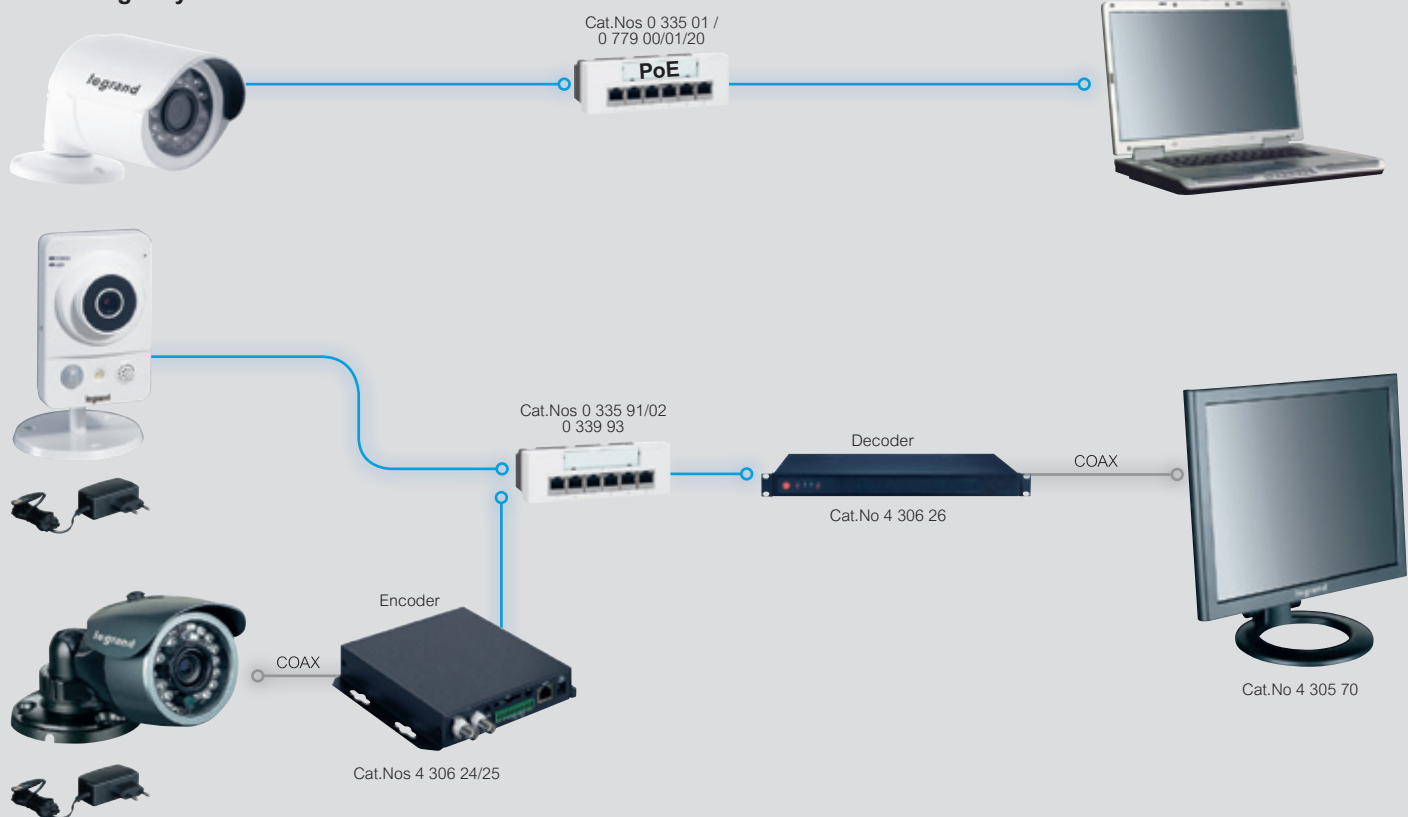 Cat.Nos 0 335 01 /
0 779 00/01/20
PoE
legrand
legrand
Cat.Nos 0 335 91/02
0 339 93
Decoder
COAX
Cat.No 4 306 26
legrand
Cat.No 4 305 70
Encoder
legrand
COAX
Cat.Nos 4 306 24/25